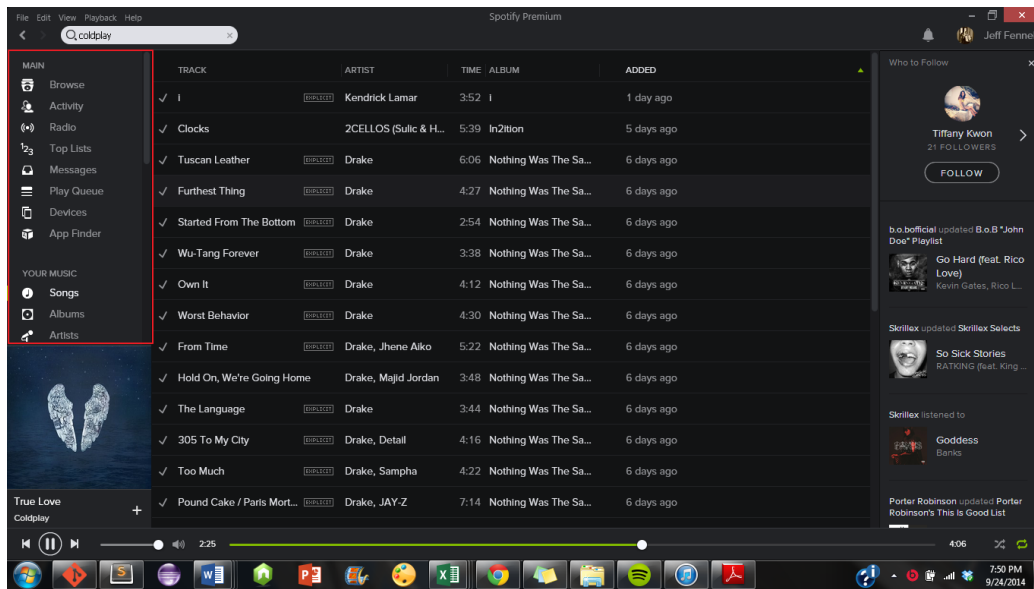 File Edit View Playback Help
Spotify Premium
coldplay
Jeff Fennel
MAIN
Browse
Activity
Radio
Top Lists
Messages
Play Queue
Devices
App Finder
YOUR MUSIC
Songs
Albums
Artists
True Love
Coldplay
TRACK ARTIST TIME ALBUM ADDED
i EXPLICIT Kendrick Lamar 3:52 i 1 day ago
Clocks 2CELLOS (Sulic & H... 5:39 In2ition 5 days ago
Tuscan Leather EXPLICIT Drake 6:06 Nothing Was The Sa... 6 days ago
Furthest Thing EXPLICIT Drake 4:27 Nothing Was The Sa... 6 days ago
Started From The Bottom EXPLICIT Drake 2:54 Nothing Was The Sa... 6 days ago
Wu-Tang Forever EXPLICIT Drake 3:38 Nothing Was The Sa... 6 days ago
Own It EXPLICIT Drake 4:12 Nothing Was The Sa... 6 days ago
Worst Behavior EXPLICIT Drake 4:30 Nothing Was The Sa... 6 days ago
From Time EXPLICIT Drake, Jhene Aiko 5:22 Nothing Was The Sa... 6 days ago
Hold On, We're Going Home Drake, Majid Jordan 3:48 Nothing Was The Sa... 6 days ago
The Language EXPLICIT Drake 3:44 Nothing Was The Sa... 6 days ago
305 To My City EXPLICIT Drake, Detail 4:16 Nothing Was The Sa... 6 days ago
Too Much EXPLICIT Drake, Sampha 4:22 Nothing Was The Sa... 6 days ago
Pound Cake / Paris Mort... EXPLICIT Drake, JAY-Z 7:14 Nothing Was The Sa... 6 days ago
Who to Follow
Tiffany Kwon
21 FOLLOWERS
FOLLOW
b.o.bofficial updated B.o.B "John
Doe" Playlist
Go Hard (feat. Rico
Love)
Kevin Gates, Rico L...
Skrillex updated Skrillex Selects
So Sick Stories
RATKING (feat. King ...
Skrillex listened to
Goddess
Banks
Porter Robinson updated Porter
Robinson's This Is Good List
2:25
4:06
7:50 PM
9/24/2014